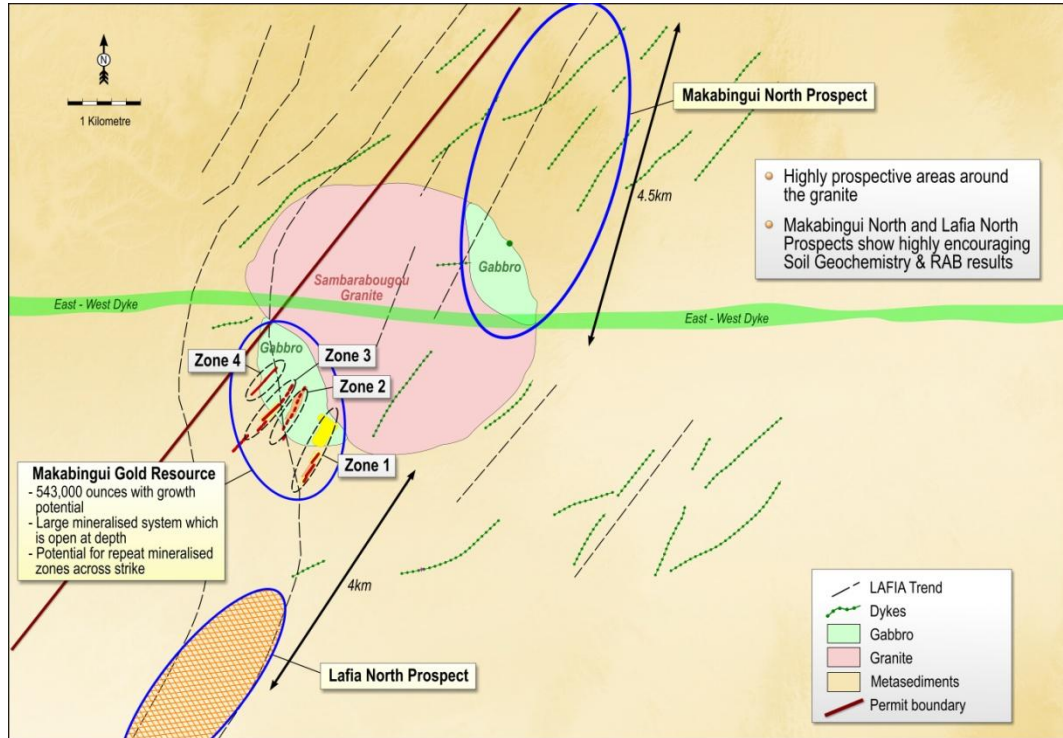 N
1 Kilometre
Makabingui North Prospect
4.5km
Highly prospective areas around
the granite
Makabingui North and Lafia North
Prospects show highly encouraging
Soil Geochemistry & RAB results
Gabbro
Sambarabougou
Granite
East - West Dyke
East - West Dyke
Gabbro
Zone 4
Zone 3
Zone 2
Zone 1
Makabingui Gold Resource
- 543,000 ounces with growth
potential
- Large mineralised system which
is open at depth
- Potential for repeat mineralised
zones across strike
4km
Lafia North Prospect
LAFIA Trend
Dykes
Gabbro
Granite
Metasediments
Permit boundary